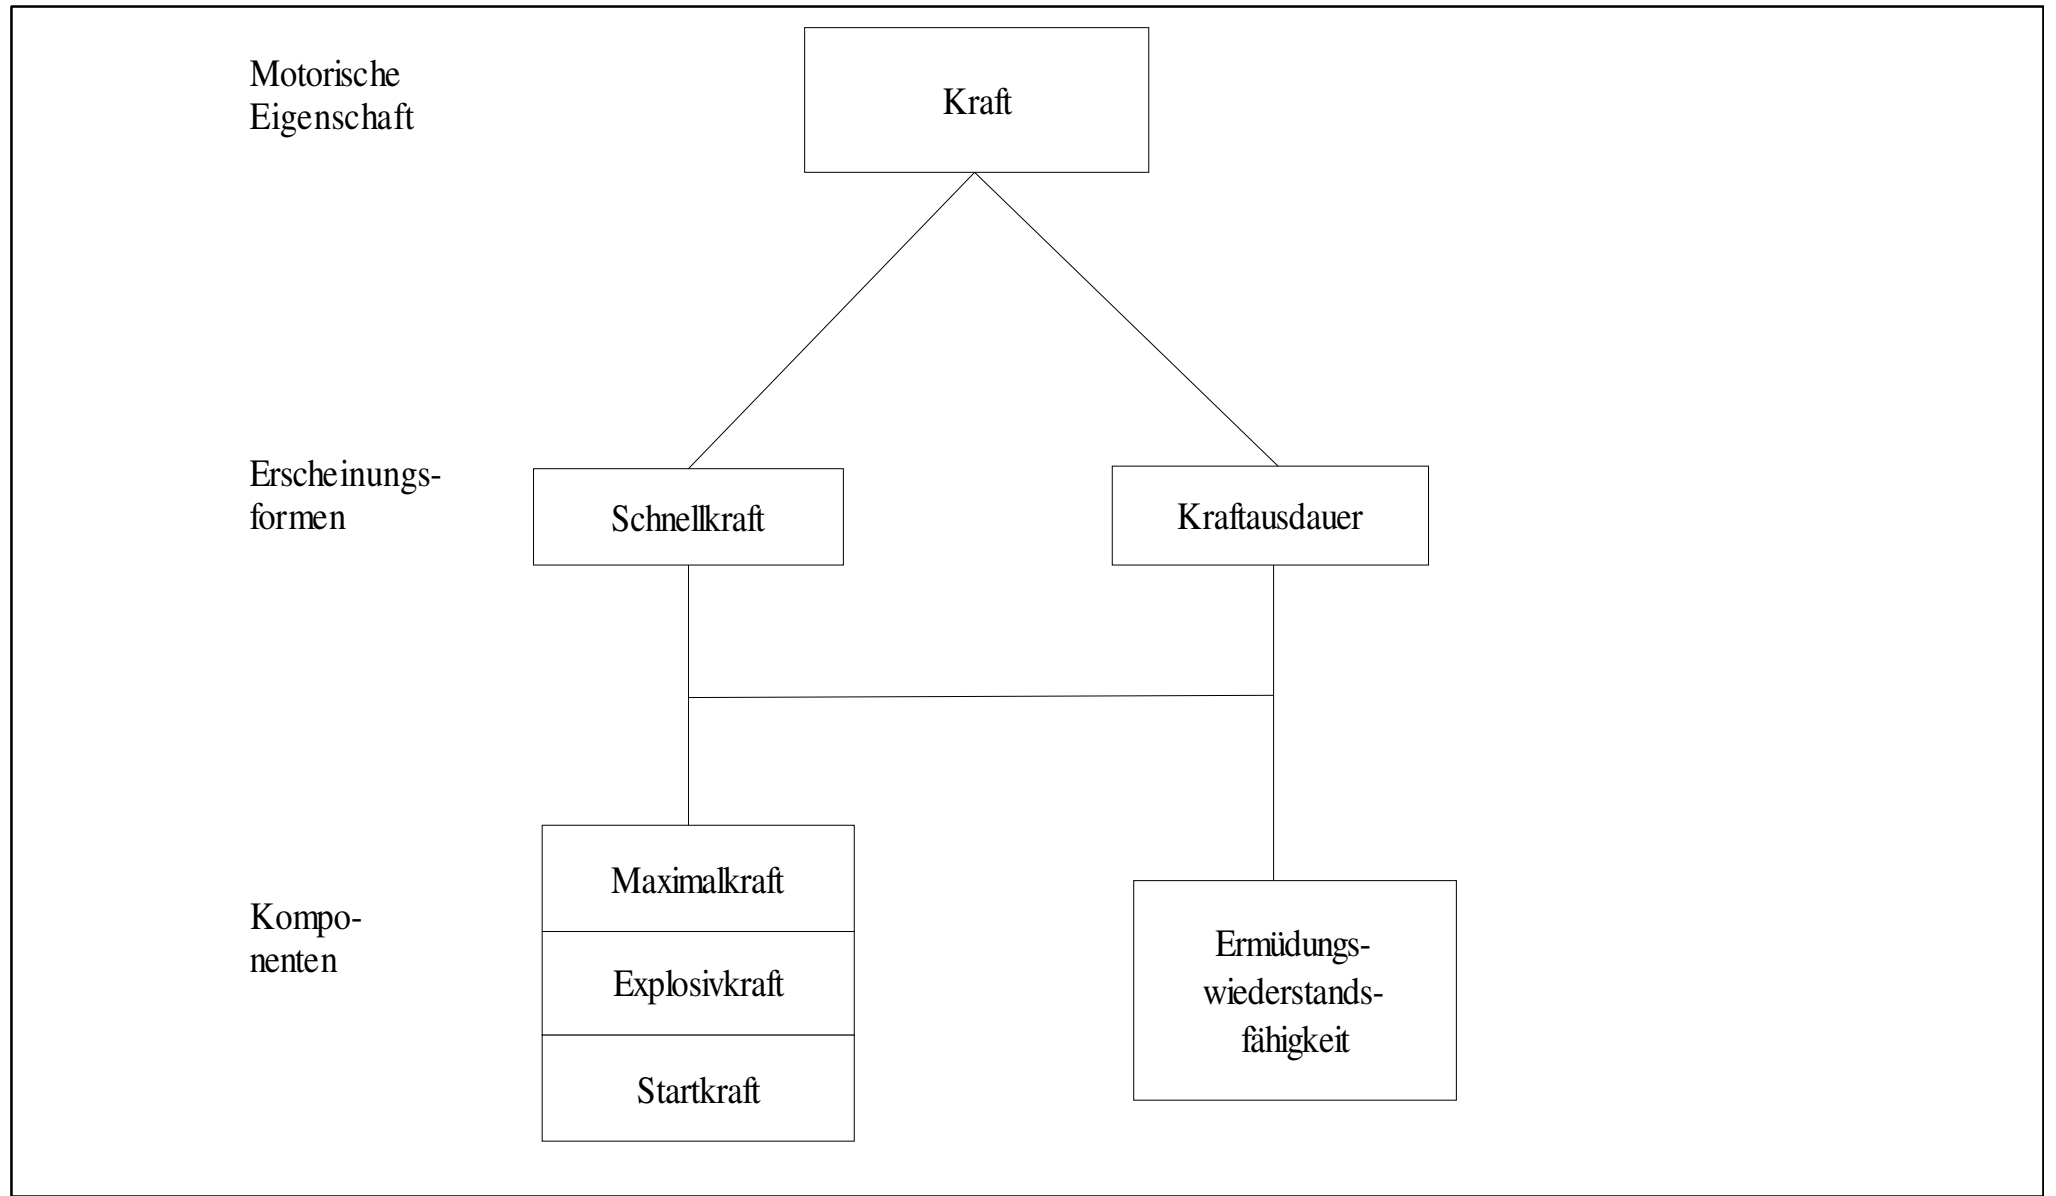 Motorische
Eigenschaft
Kraft
Erscheinungs-
formen
Schnellkraft
Kraftausdauer
Kompo-
nenten
Maximalkraft
Explosivkraft
Startkraft
Ermüdungs-
wiederstands-
fähigkeit